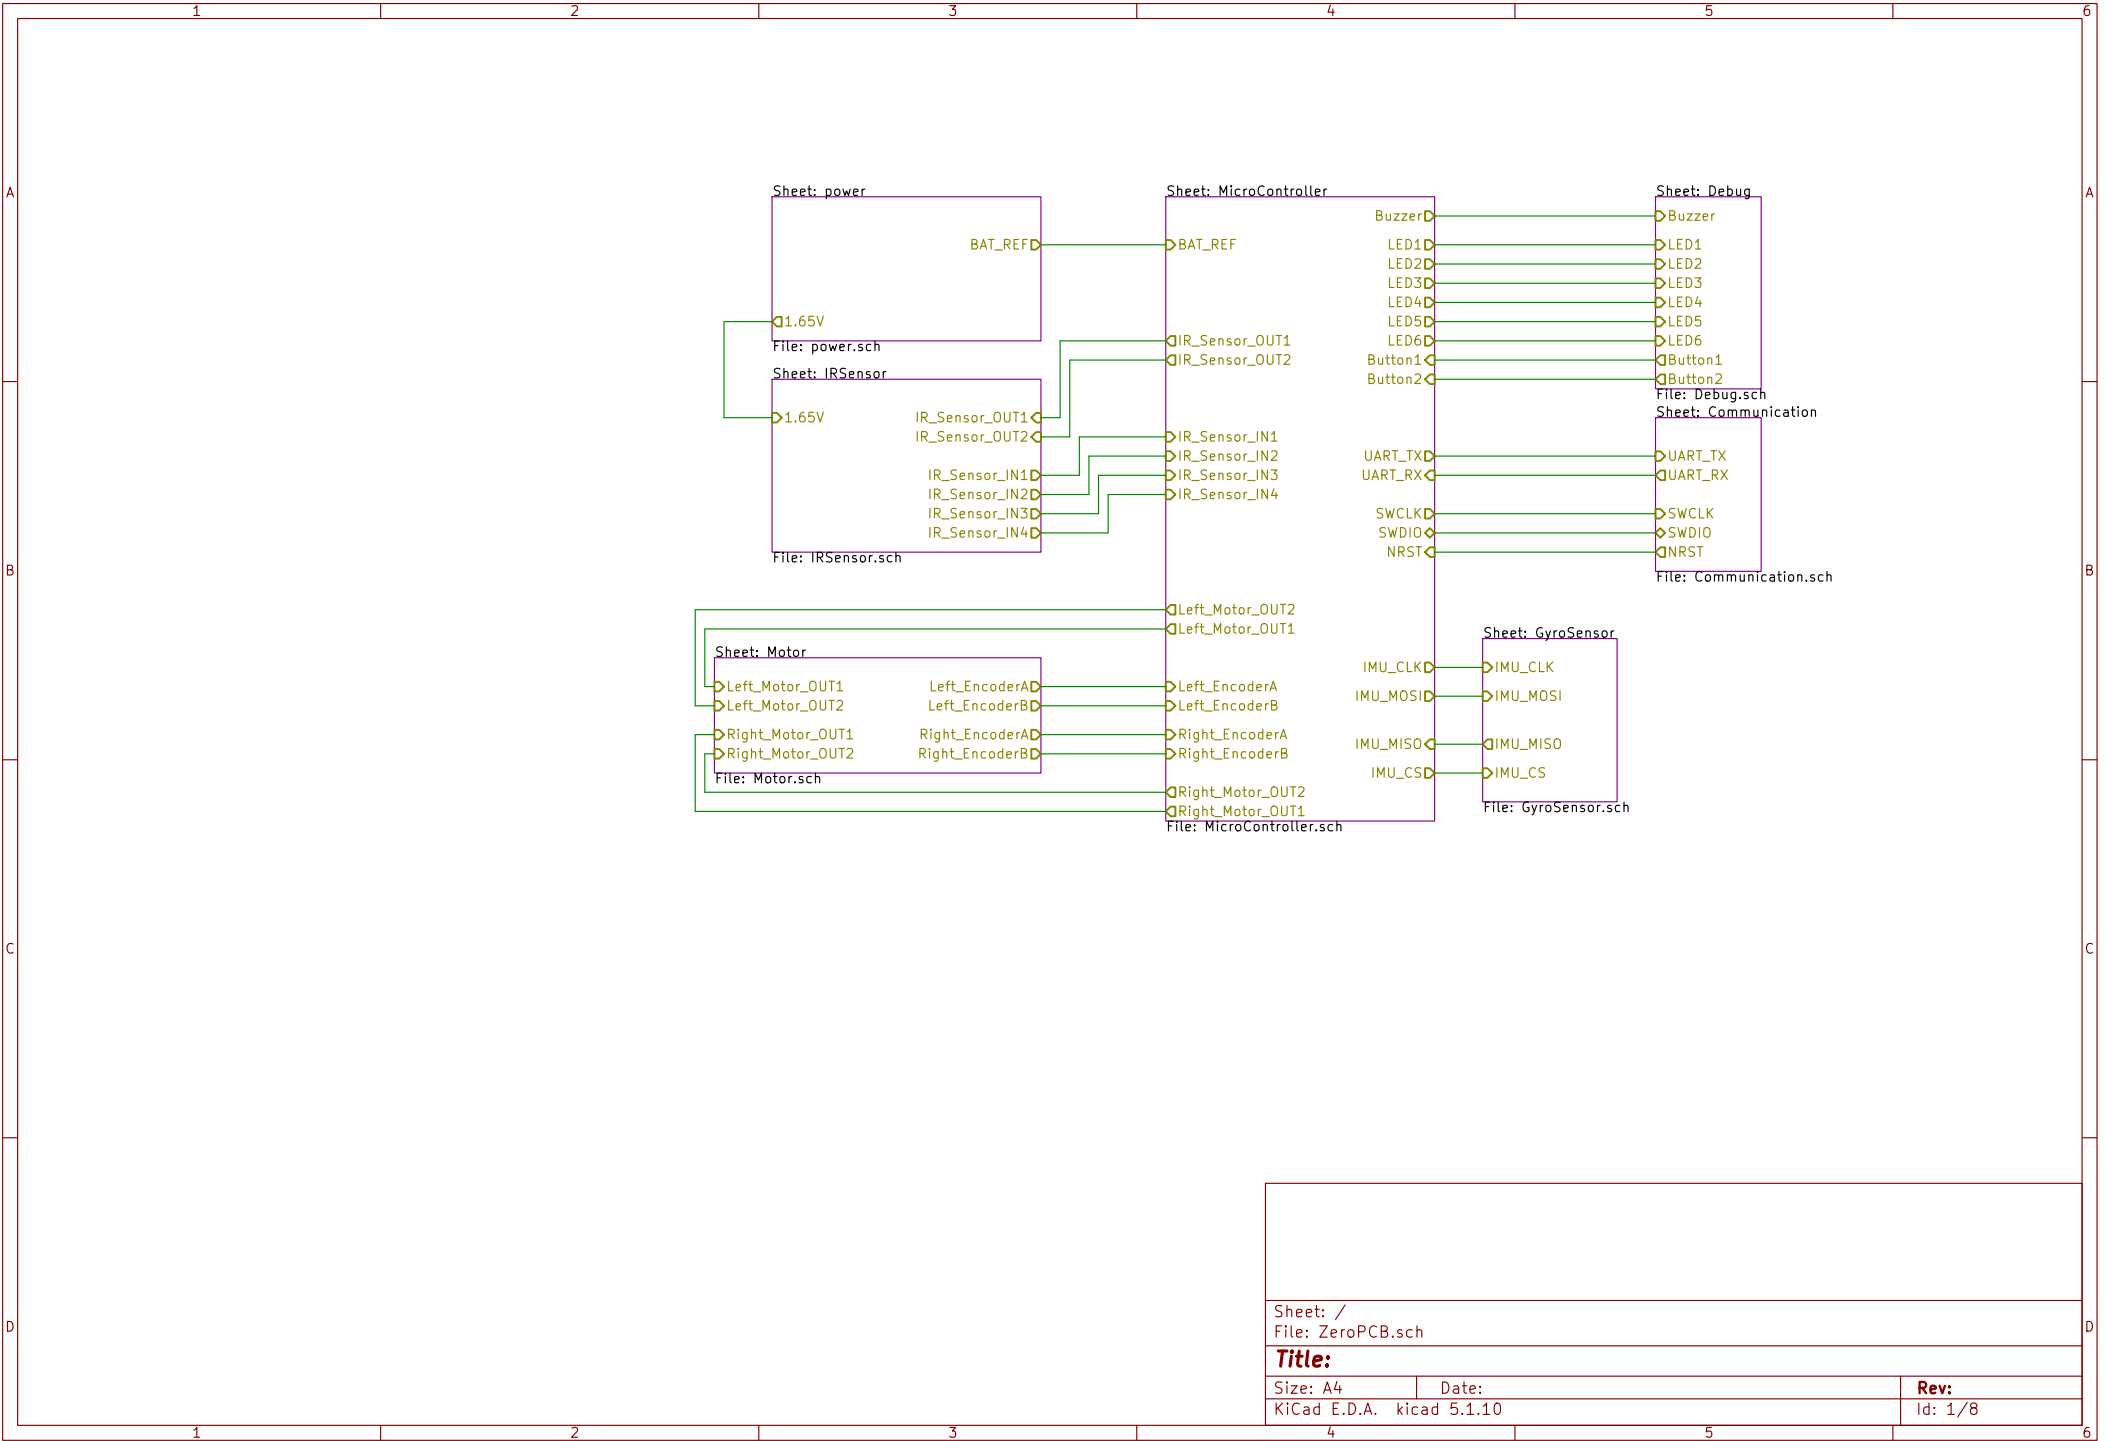 1 2 3 4 5 6
A A
B B
C C
D D
Sheet: power
BAT_REF
1.65V
File: power.sch
Sheet: IRSensor
1.65V
IR_Sensor_OUT1
IR_Sensor_OUT2
IR_Sensor_IN1
IR_Sensor_IN2
IR_Sensor_IN3
IR_Sensor_IN4
File: IRSensor.sch
Sheet: Motor
Left_Motor_OUT1 Left_EncoderA
Left_Motor_OUT2 Left_EncoderB
Right_Motor_OUT1 Right_EncoderA
Right_Motor_OUT2 Right_EncoderB
File: Motor.sch
Sheet: MicroController
Buzzer
BAT_REF LED1
LED2
LED3
LED4
LED5
IR_Sensor_OUT1 LED6
IR_Sensor_OUT2 Button1
Button2
IR_Sensor_IN1
IR_Sensor_IN2 UART_TX
IR_Sensor_IN3 UART_RX
IR_Sensor_IN4
SWCLK
SWDIO
NRST
Left_Motor_OUT2
Left_Motor_OUT1
IMU_CLK
Left_EncoderA
IMU_MOSI
Left_EncoderB
Right_EncoderA
IMU_MISO
Right_EncoderB
IMU_CS
Right_Motor_OUT2
Right_Motor_OUT1
File: MicroController.sch
Sheet: Debug
Buzzer
LED1
LED2
LED3
LED4
LED5
LED6
Button1
Button2
File: Debug.sch
Sheet: Communication
UART_TX
UART_RX
SWCLK
SWDIO
NRST
File: Communication.sch
Sheet: GyroSensor
IMU_CLK
IMU_MOSI
IMU_MISO
IMU_CS
File: GyroSensor.sch
Sheet: /
File: ZeroPCB.sch
Title:
Size: A4 Date: Rev:
KiCad E.D.A. kicad 5.1.10 Id: 1/8
1 2 3 4 5 6